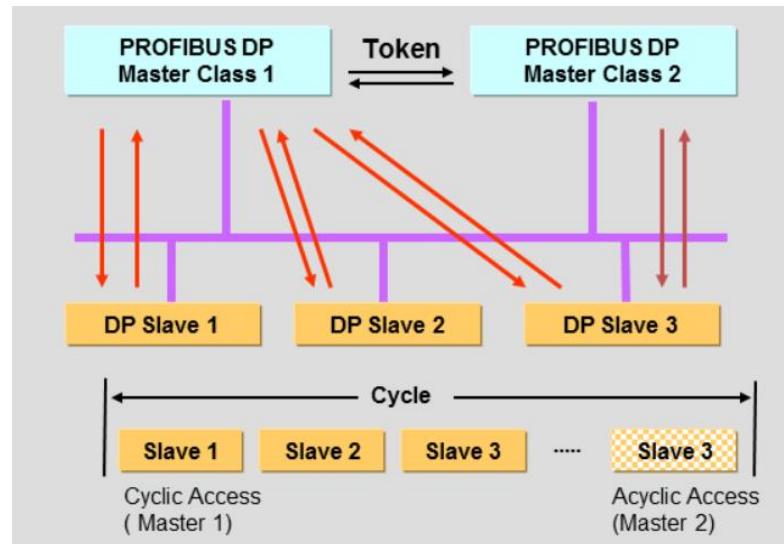 PROFIBUS DP
Master Class 1
Token
PROFIBUS DP
Master Class 2
DP Slave 1
DP Slave 2
DP Slave 3
Cycle
Slave 1
Slave 2
Slave 3
.....
Slave 3
Cyclic Access
( Master 1)
Acyclic Access
(Master 2)